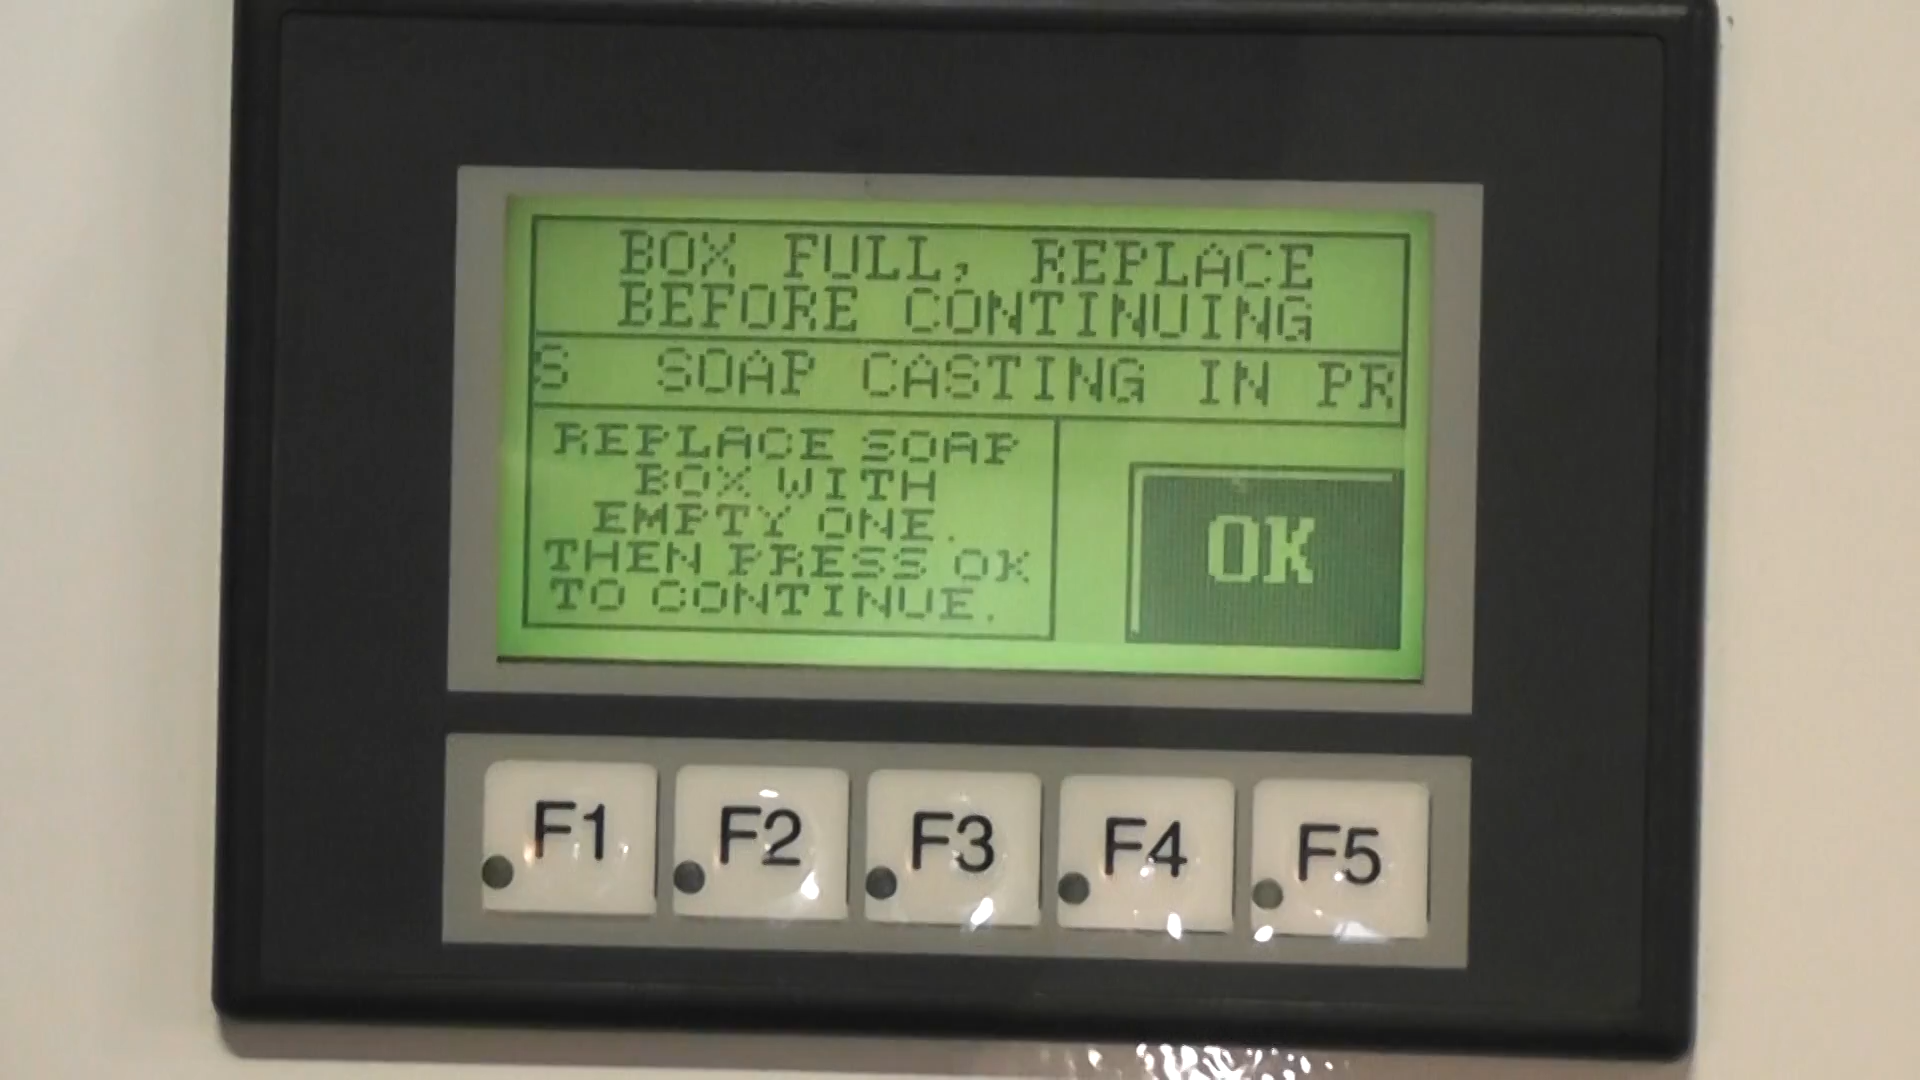 BOX FULL, REPLACE
BEFORE CONTINUING
S SOAP CASTING IN PR
REPLACE SOAP
BOX WITH
EMPTY ONE.
THEN PRESS OK
TO CONTINUE.
OK
F1 F2 F3 F4 F5